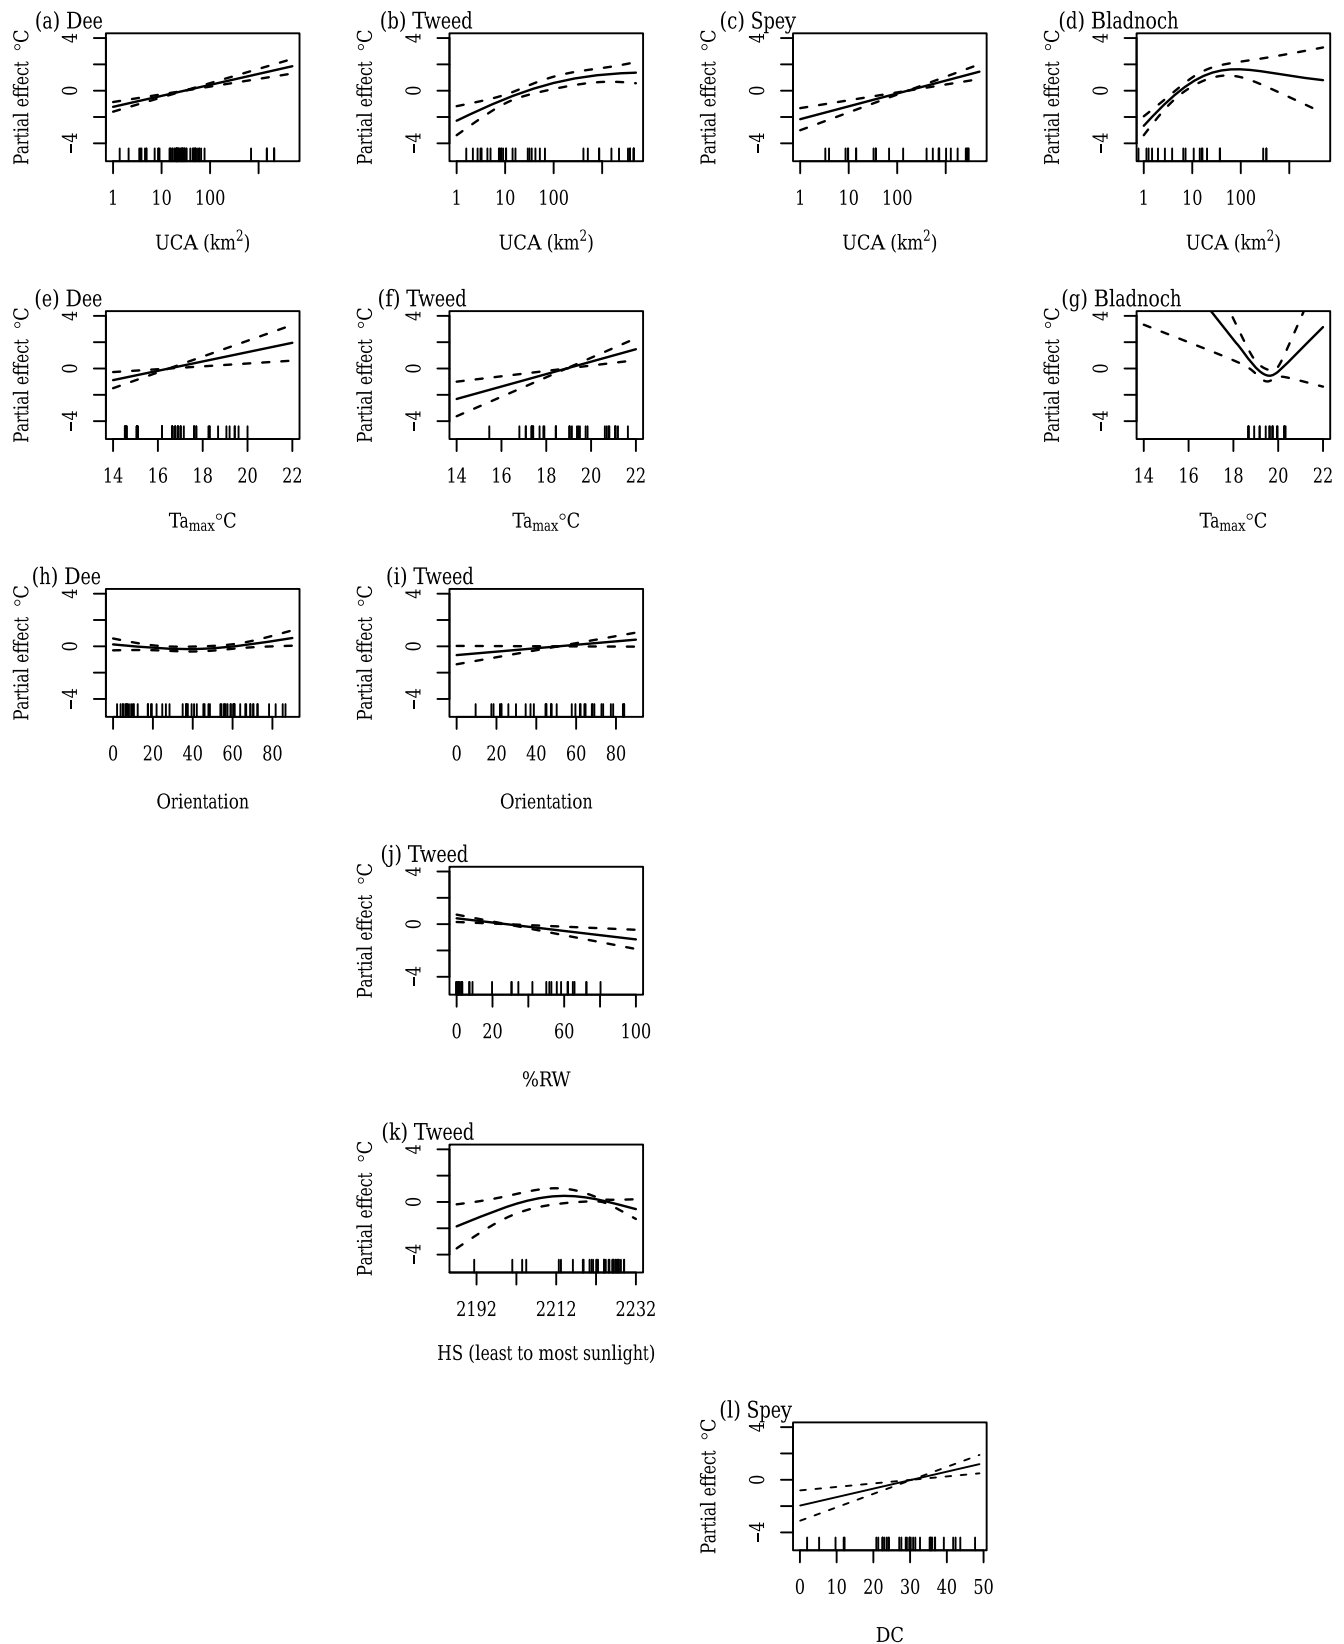 (a) Dee
Partial effect °C
4
0
−4
1 10 100
UCA (km²)
(b) Tweed
Partial effect °C
4
0
−4
1 10 100
UCA (km²)
(c) Spey
Partial effect °C
4
0
−4
1 10 100
UCA (km²)
(d) Bladnoch
Partial effect °C
4
0
−4
1 10 100
UCA (km²)
(e) Dee
Partial effect °C
4
0
−4
14 16 18 20 22
Tamax°C
(f) Tweed
Partial effect °C
4
0
−4
14 16 18 20 22
Tamax°C
(g) Bladnoch
Partial effect °C
4
0
−4
14 16 18 20 22
Tamax°C
(h) Dee
Partial effect °C
4
0
−4
0 20 40 60 80
Orientation
(i) Tweed
Partial effect °C
4
0
−4
0 20 40 60 80
Orientation
(j) Tweed
Partial effect °C
4
0
−4
0 20 60 100
%RW
(k) Tweed
Partial effect °C
4
0
−4
2192 2212 2232
HS (least to most sunlight)
(l) Spey
Partial effect °C
4
0
−4
0 10 20 30 40 50
DC